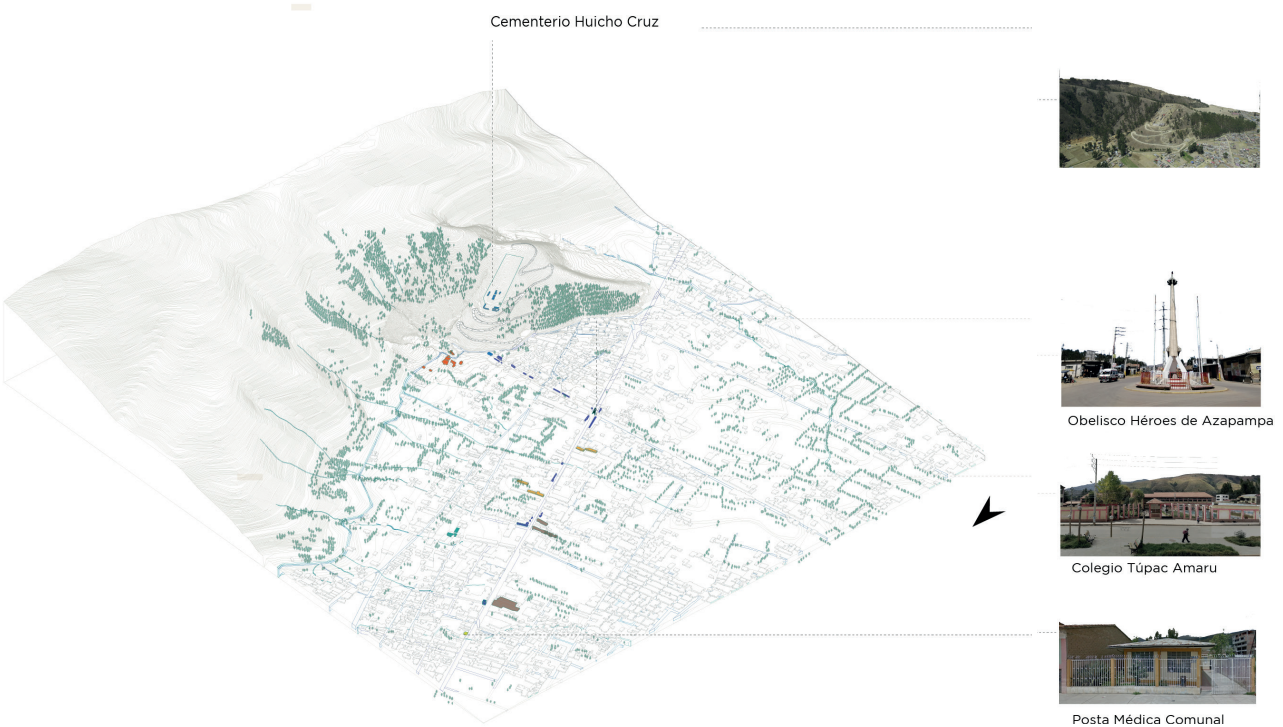 Cementerio Huicho Cruz
Obelisco Héroes de Azapampa
Colegio Túpac Amaru
Posta Médica Comunal